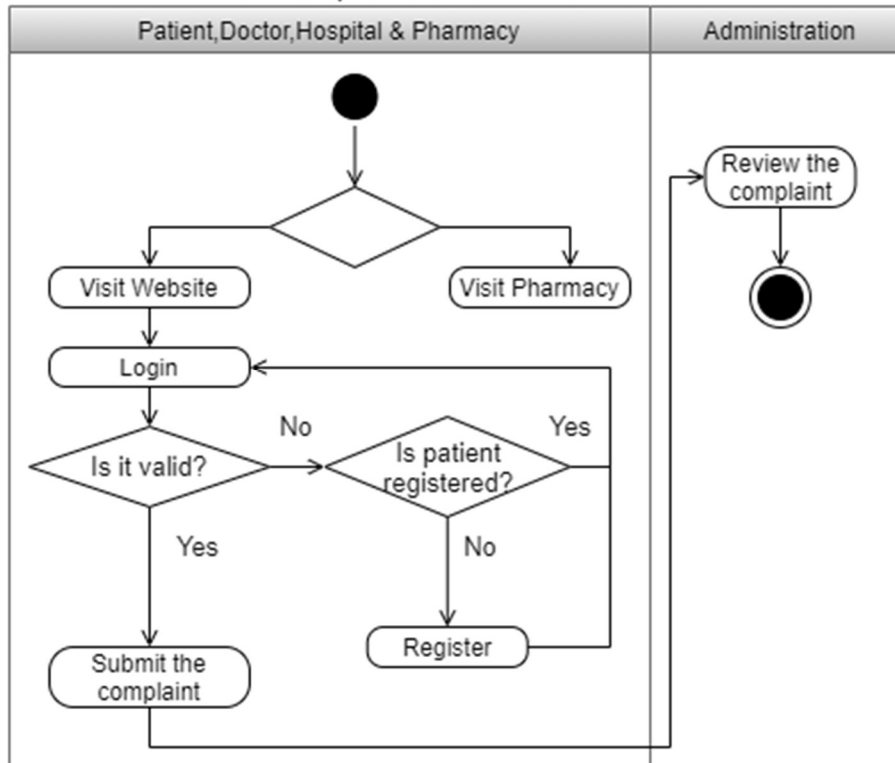 Patient,Doctor,Hospital & Pharmacy
Administration
Review the
complaint
Visit Website
Visit Pharmacy
Login
No
Yes
Is it valid?
Is patient
registered?
Yes
No
Register
Submit the
complaint